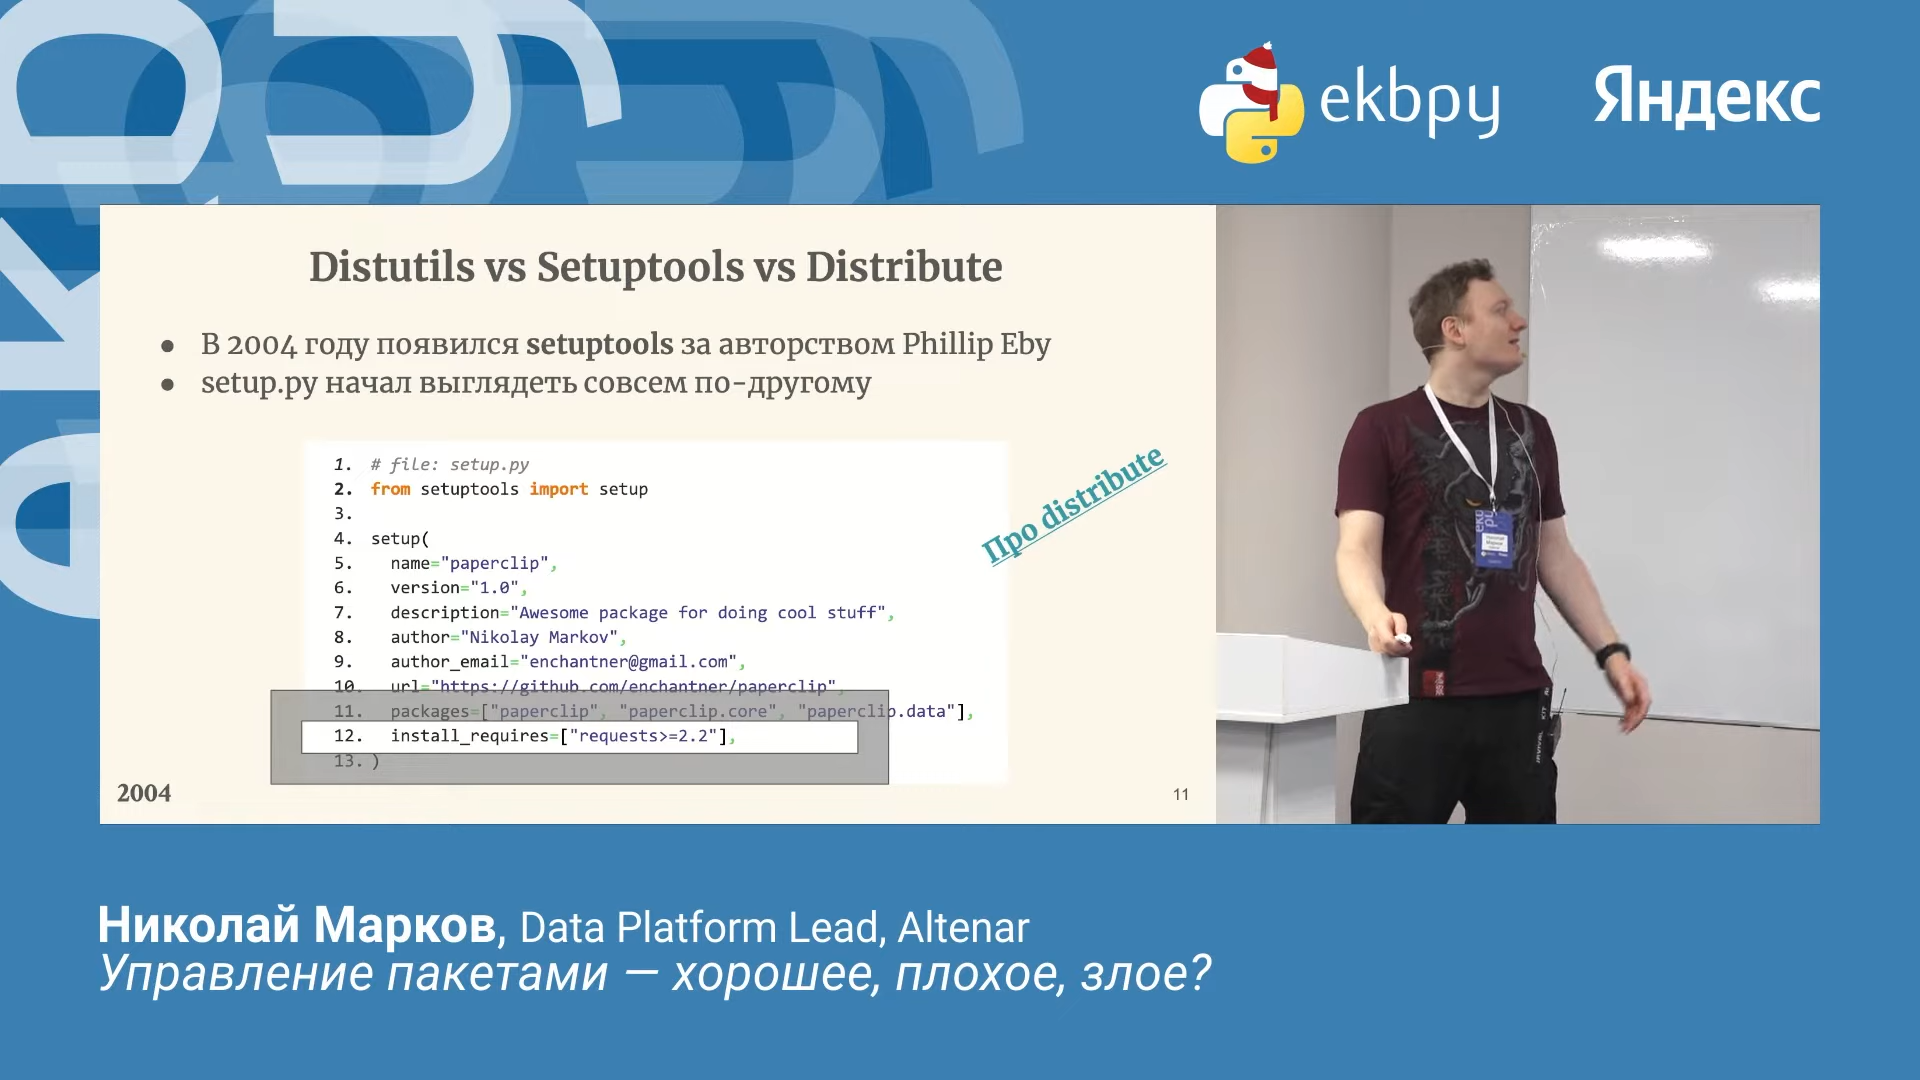 ekbpy
Яндекс
Distutils vs Setuptools vs Distribute
● В 2004 году появился setuptools за авторством Phillip Eby
● setup.py начал выглядеть совсем по-другому
1. # file: setup.py
2. from setuptools import setup
3.
4. setup(
5. name="paperclip",
6. version="1.0",
7. description="Awesome package for doing cool stuff",
8. author="Nikolay Markov",
9. author_email="enchantner@gmail.com",
10. url="https://github.com/enchantner/paperclip",
11. packages=["paperclip", "paperclip.core", "paperclip.data"],
12. install_requires=["requests>=2.2"],
13. )
Про distribute
2004
11
ekb
py
Николай
Марков
Николай Марков, Data Platform Lead, Altenar
Управление пакетами — хорошее, плохое, злое?